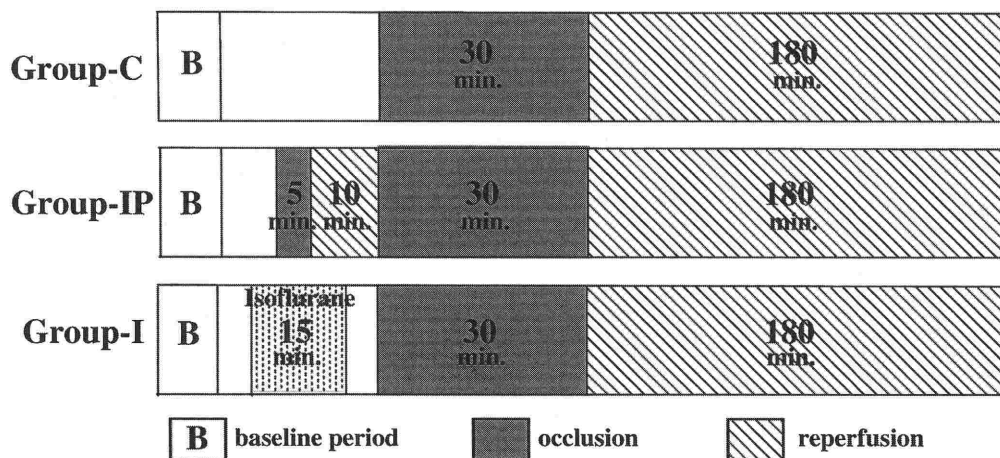 Group-C B 30 min. 180 min.
Group-IP B 5 min. 10 min. 30 min. 180 min.
Group-I B Isoflurane 15 min. 30 min. 180 min.
B baseline period occlusion reperfusion